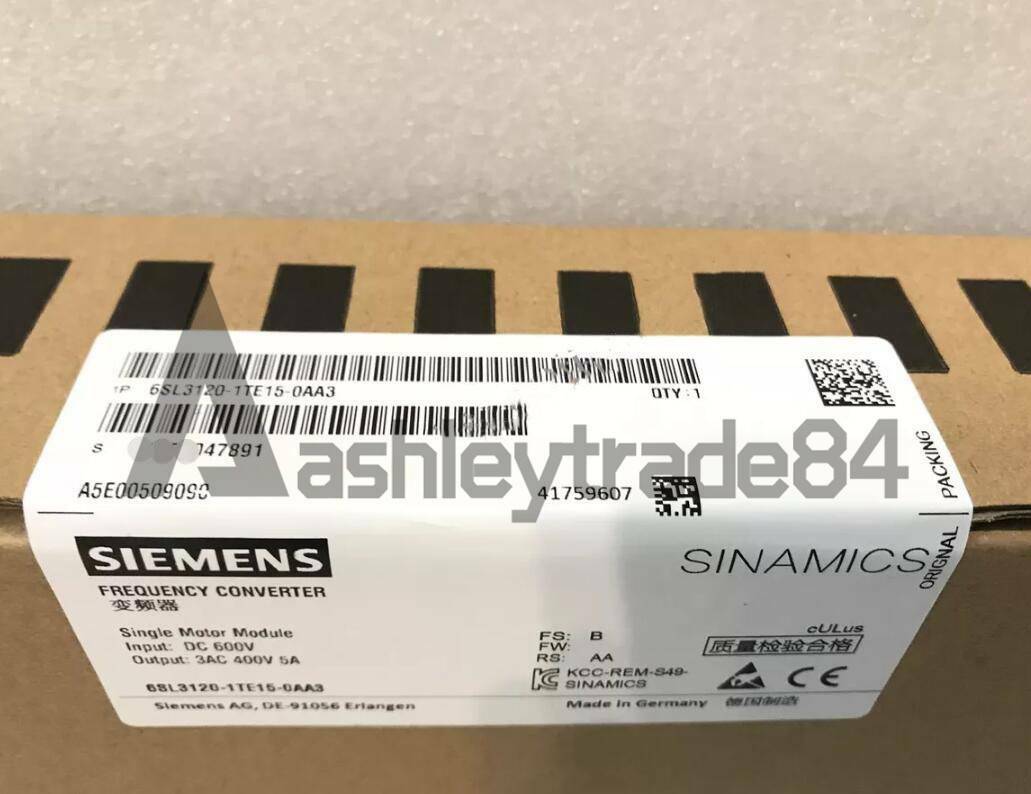 1P 6SL3120-1TE15-0AA3 QTY:1
S 047891
ashleytrade84
41759607
PACKING
ORIGNAL
SIEMENS
SINAMICS
FREQUENCY CONVERTER
变频器
Single Motor Module
Input: DC 600V
Output: 3AC 400V 5A
6SL3120-1TE15-0AA3
Siemens AG, DE-91056 Erlangen
FS: B
FW:
RS: AA
KCC-REM-S49-
SINAMICS
Made in Germany 德国制造
cULus
质量检验合格
CE